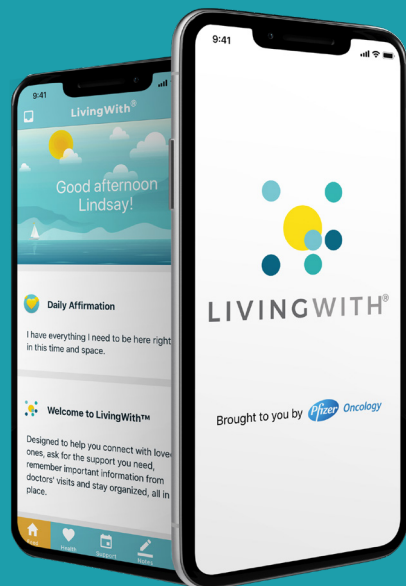 9:41
LivingWith®
Good afternoon
Lindsay!
Daily Affirmation
I have everything I need to be here right
in this time and space.
Welcome to LivingWith™
Designed to help you connect with loved
ones, ask for the support you need,
remember important information from
doctors' visits and stay organized, all in
place.
Health
Support
Notes
9:41
LIVINGWITH®
Brought to you by Pfizer Oncology